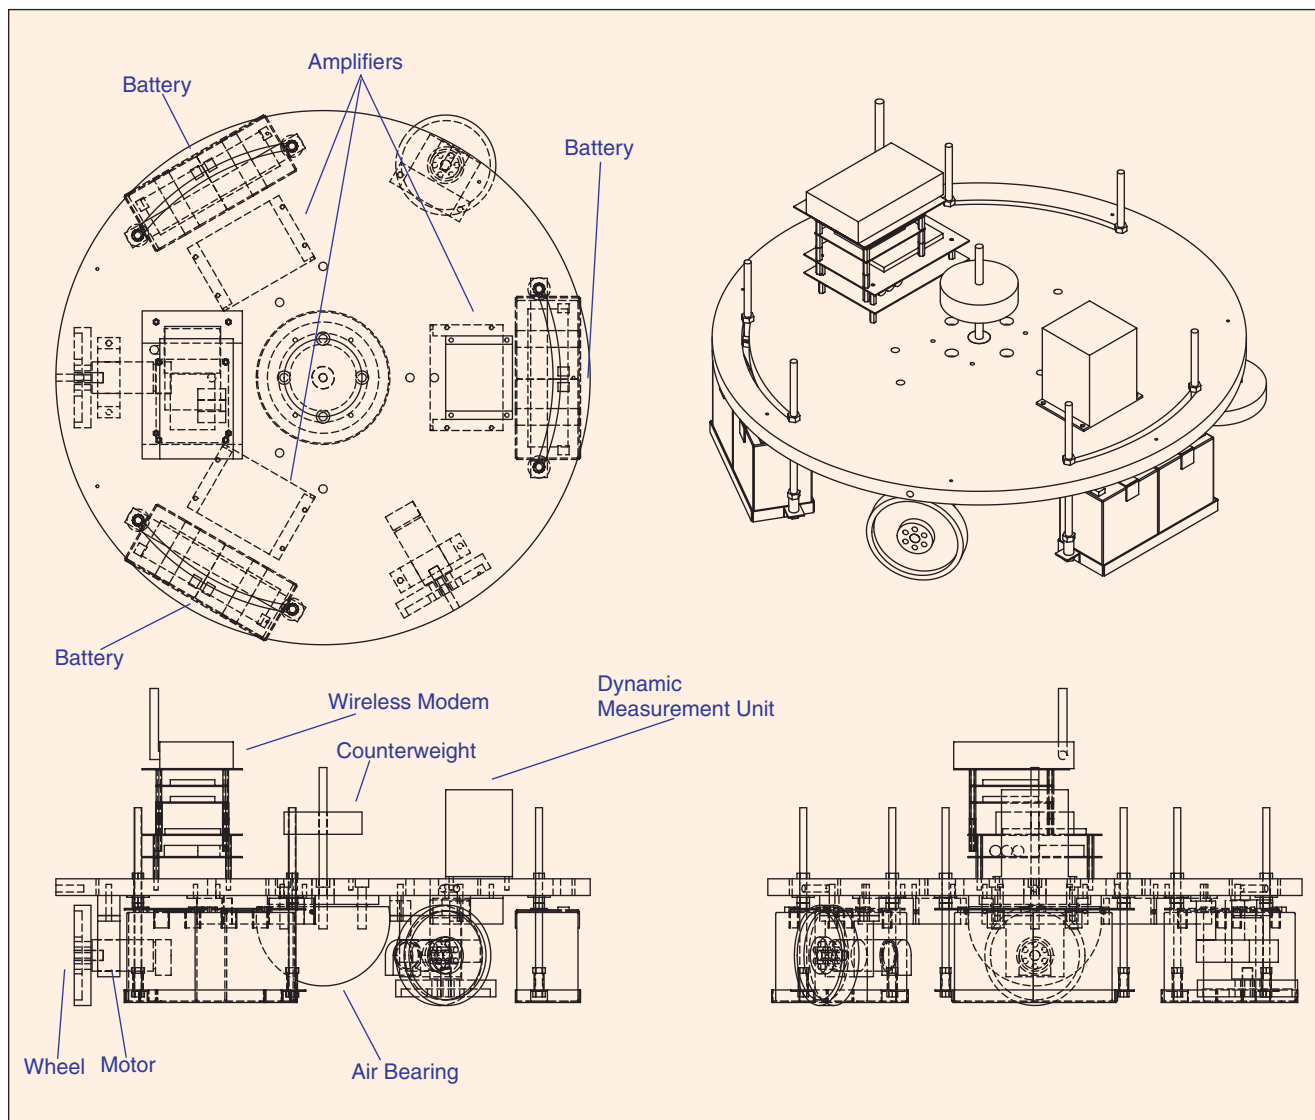 Amplifiers
Battery
Battery
Battery
Dynamic
Measurement Unit
Wireless Modem
Counterweight
Wheel
Motor
Air Bearing